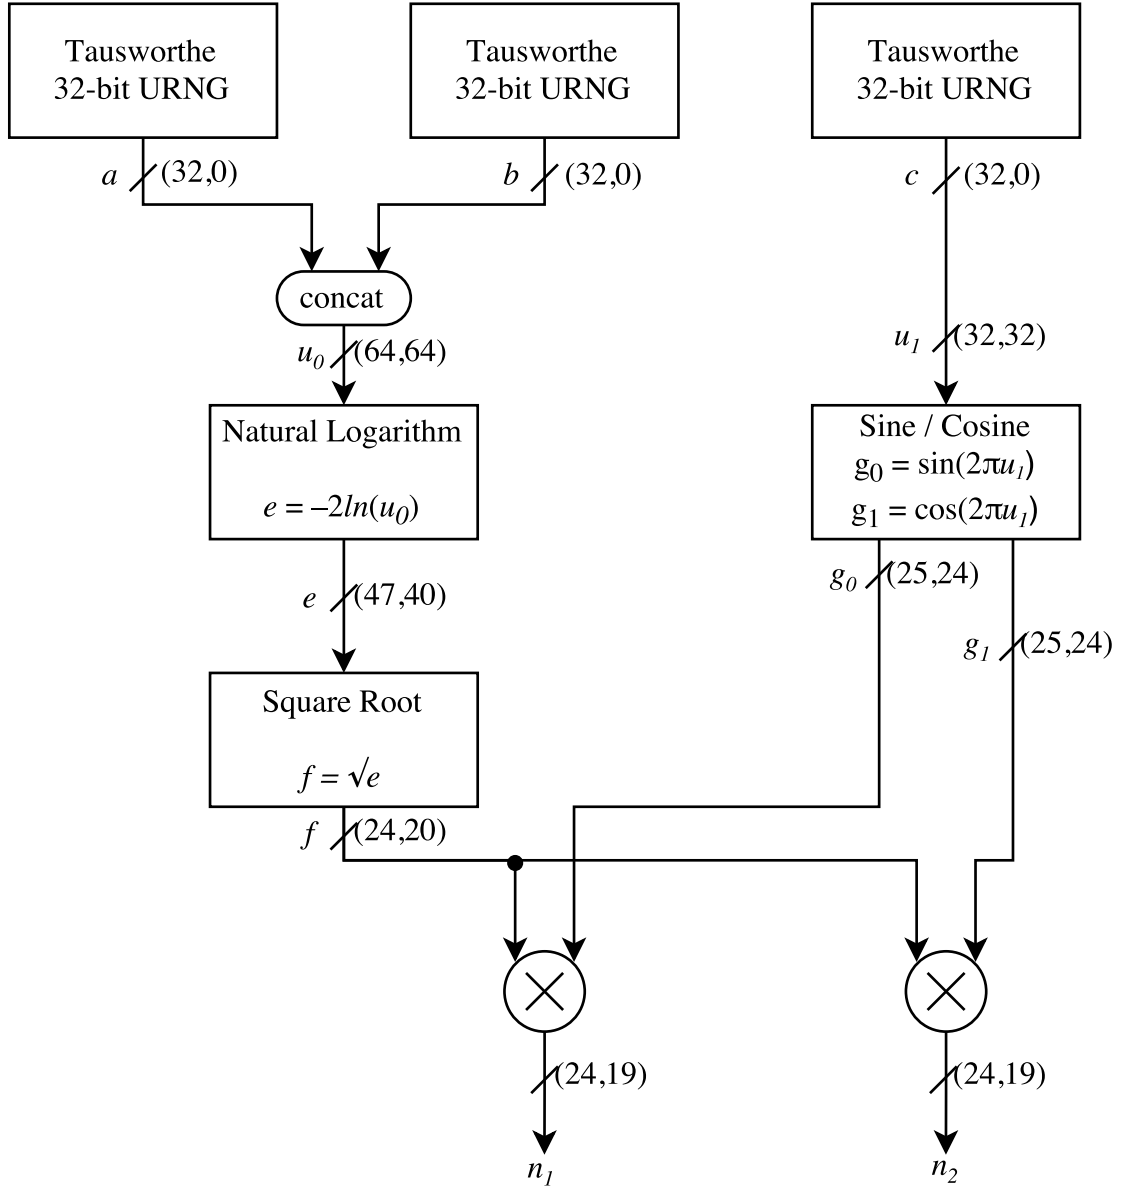 Tausworthe
32-bit URNG
Tausworthe
32-bit URNG
Tausworthe
32-bit URNG
a (32,0)
b (32,0)
c (32,0)
concat
u0 (64,64)
u1 (32,32)
Natural Logarithm
e = –2ln(u0)
Sine / Cosine
g0 = sin(2πu1)
g1 = cos(2πu1)
e (47,40)
g0 (25,24)
g1 (25,24)
Square Root
f = √e
f (24,20)
(24,19)
(24,19)
n1
n2